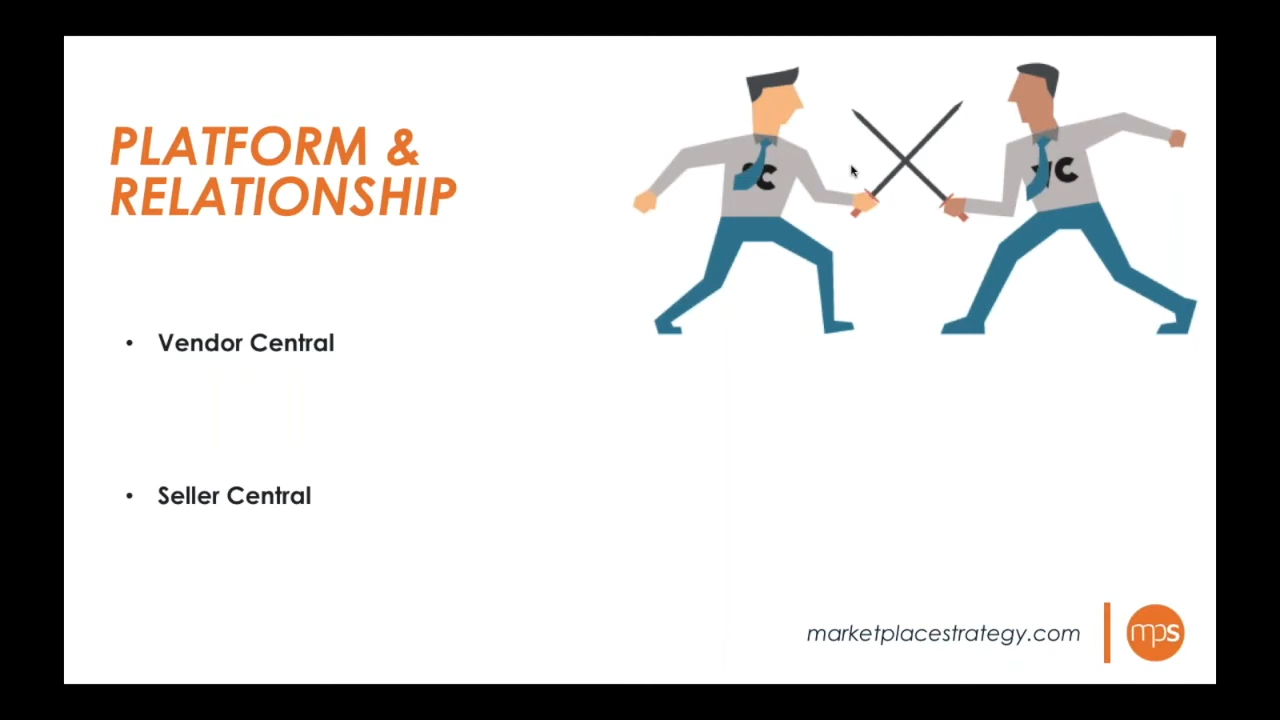 PLATFORM &
RELATIONSHIP
• Vendor Central
• Seller Central
marketplacestrategy.com
mps